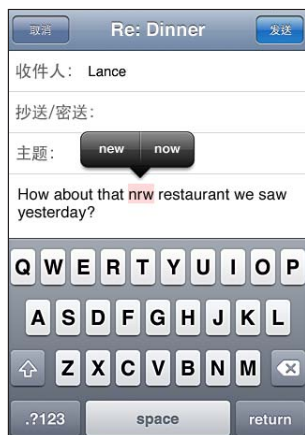 取消 Re: Dinner 发送
收件人： Lance
抄送/密送：
主题：
new now
How about that nrw restaurant we saw
yesterday?
Q W E R T Y U I O P
A S D F G H J K L
Z X C V B N M
.?123 space return